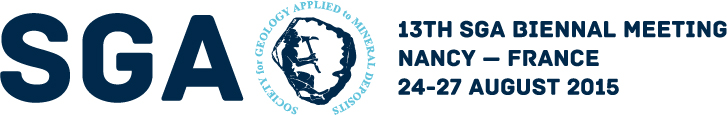 SGA
SOCIETY for GEOLOGY APPLIED to MINERAL DEPOSITS
13TH SGA BIENNAL MEETING
NANCY — FRANCE
24-27 AUGUST 2015